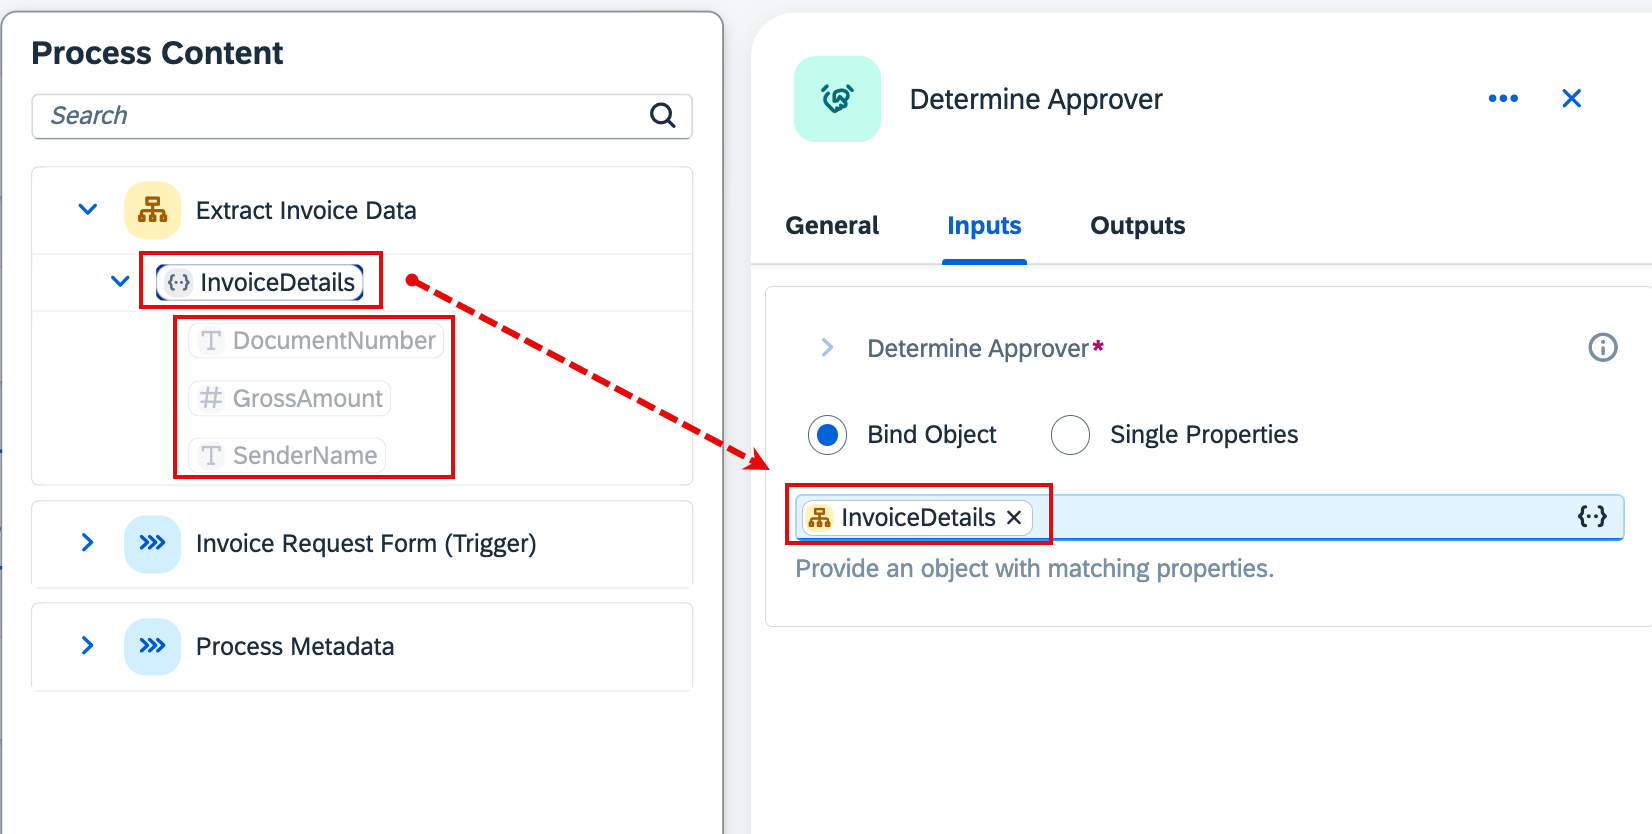 Process Content
Search
Extract Invoice Data
InvoiceDetails
DocumentNumber
GrossAmount
SenderName
Invoice Request Form (Trigger)
Process Metadata
Determine Approver
General Inputs Outputs
Determine Approver*
Bind Object Single Properties
InvoiceDetails
Provide an object with matching properties.